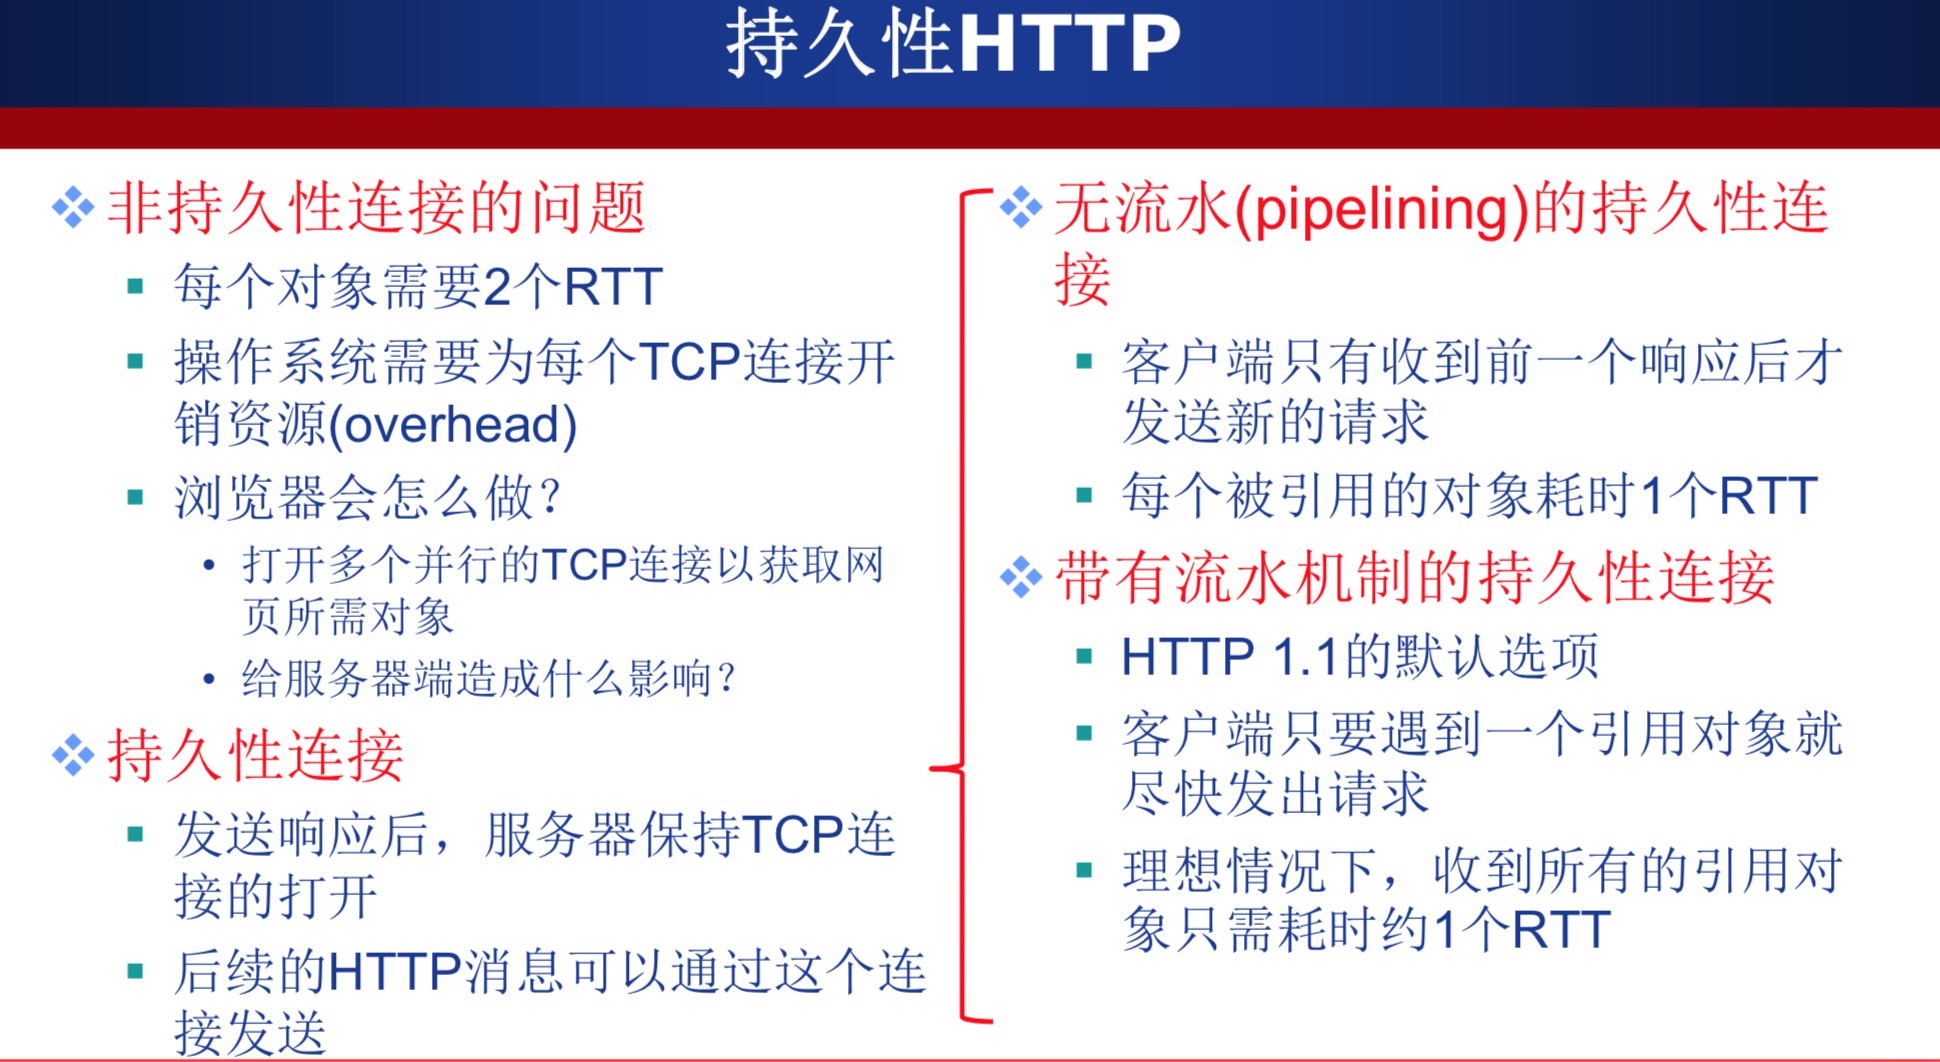 持久性HTTP
非持久性连接的问题
每个对象需要2个RTT
操作系统需要为每个TCP连接开
销资源(overhead)
浏览器会怎么做？
打开多个并行的TCP连接以获取网
页所需对象
给服务器端造成什么影响？
持久性连接
发送响应后，服务器保持TCP连
接的打开
后续的HTTP消息可以通过这个连
接发送
无流水(pipelining)的持久性连
接
客户端只有收到前一个响应后才
发送新的请求
每个被引用的对象耗时1个RTT
带有流水机制的持久性连接
HTTP 1.1的默认选项
客户端只要遇到一个引用对象就
尽快发出请求
理想情况下，收到所有的引用对
象只需耗时约1个RTT